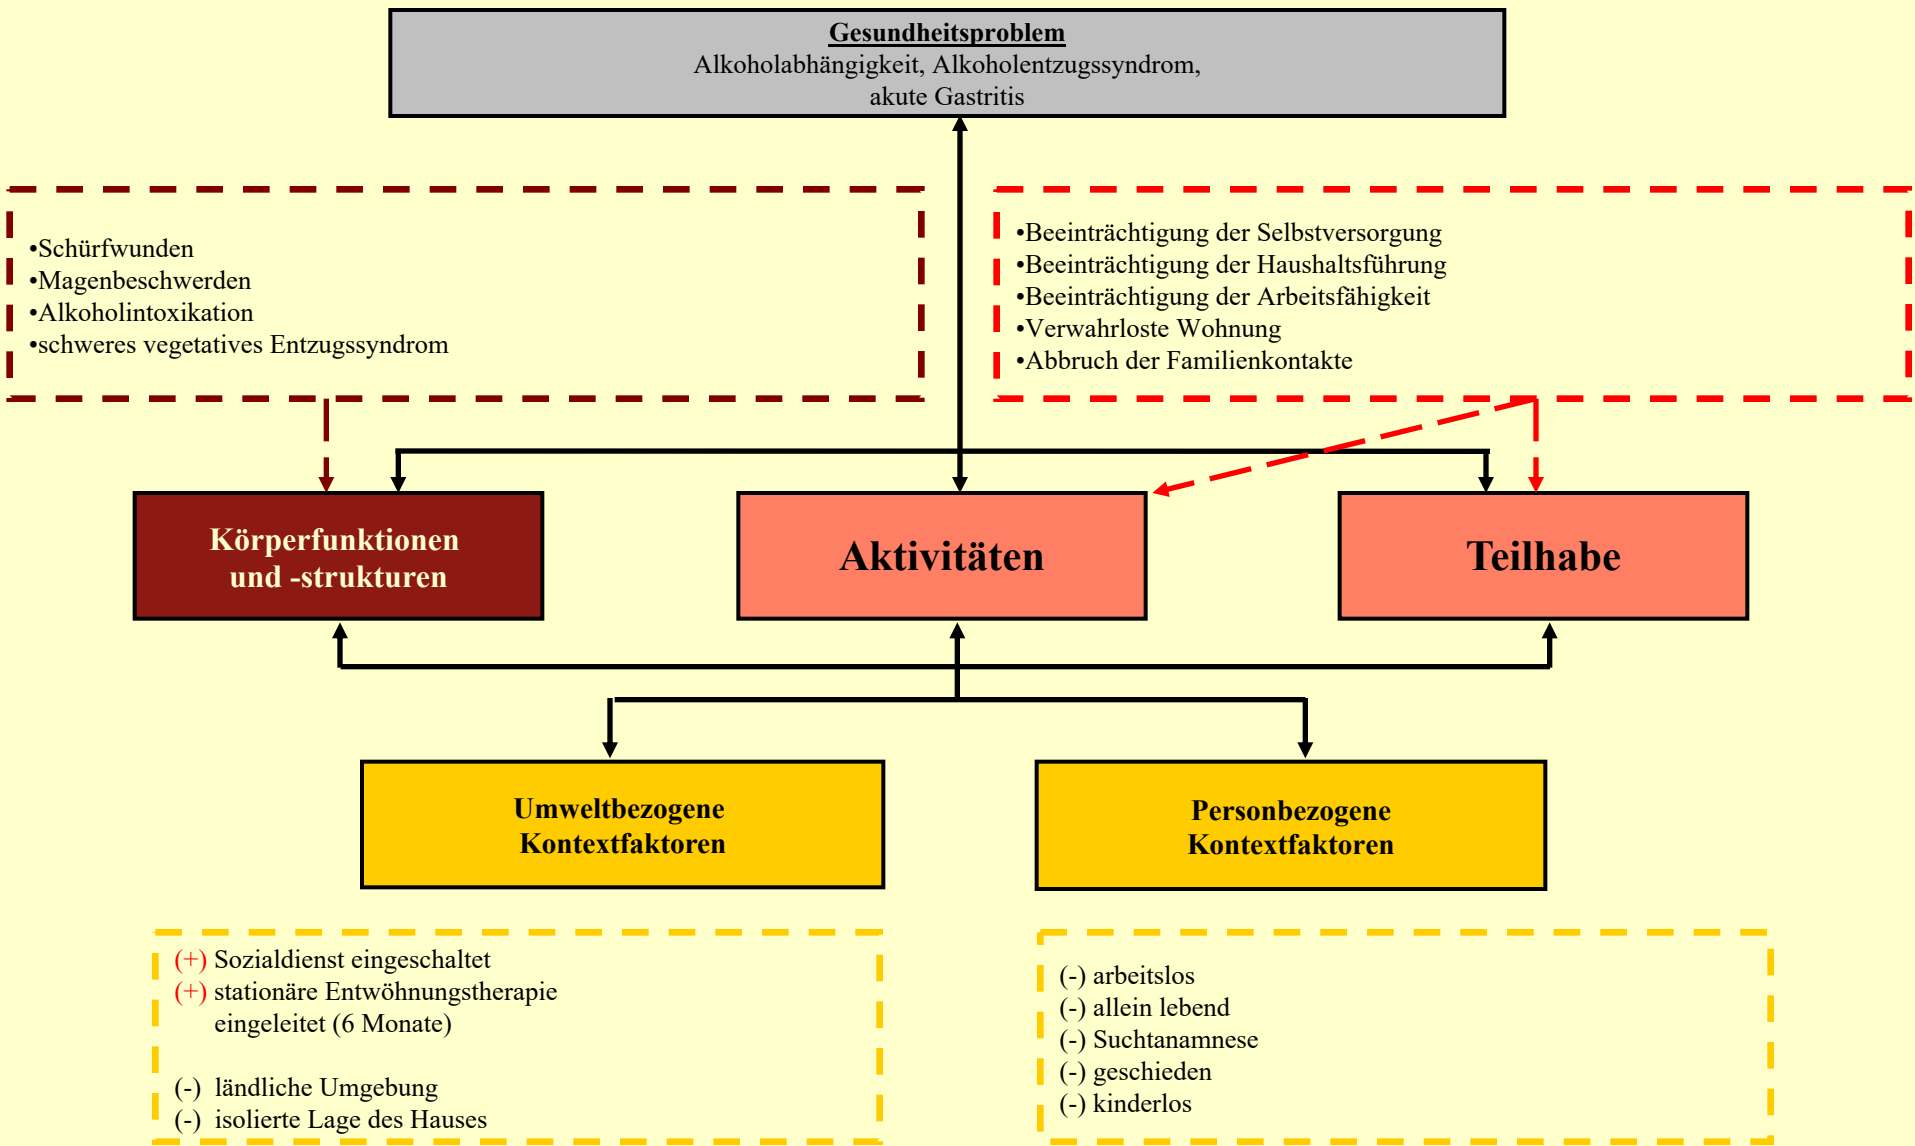 Gesundheitsproblem
Alkoholabhängigkeit, Alkoholentzugssyndrom,
akute Gastritis
•Schürfwunden
•Magenbeschwerden
•Alkoholintoxikation
•schweres vegetatives Entzugssyndrom
•Beeinträchtigung der Selbstversorgung
•Beeinträchtigung der Haushaltsführung
•Beeinträchtigung der Arbeitsfähigkeit
•Verwahrloste Wohnung
•Abbruch der Familienkontakte
Körperfunktionen
und -strukturen
Aktivitäten
Teilhabe
Umweltbezogene
Kontextfaktoren
Personbezogene
Kontextfaktoren
(+) Sozialdienst eingeschaltet
(+) stationäre Entwöhnungstherapie
eingeleitet (6 Monate)
(-) ländliche Umgebung
(-) isolierte Lage des Hauses
(-) arbeitslos
(-) allein lebend
(-) Suchtanamnese
(-) geschieden
(-) kinderlos